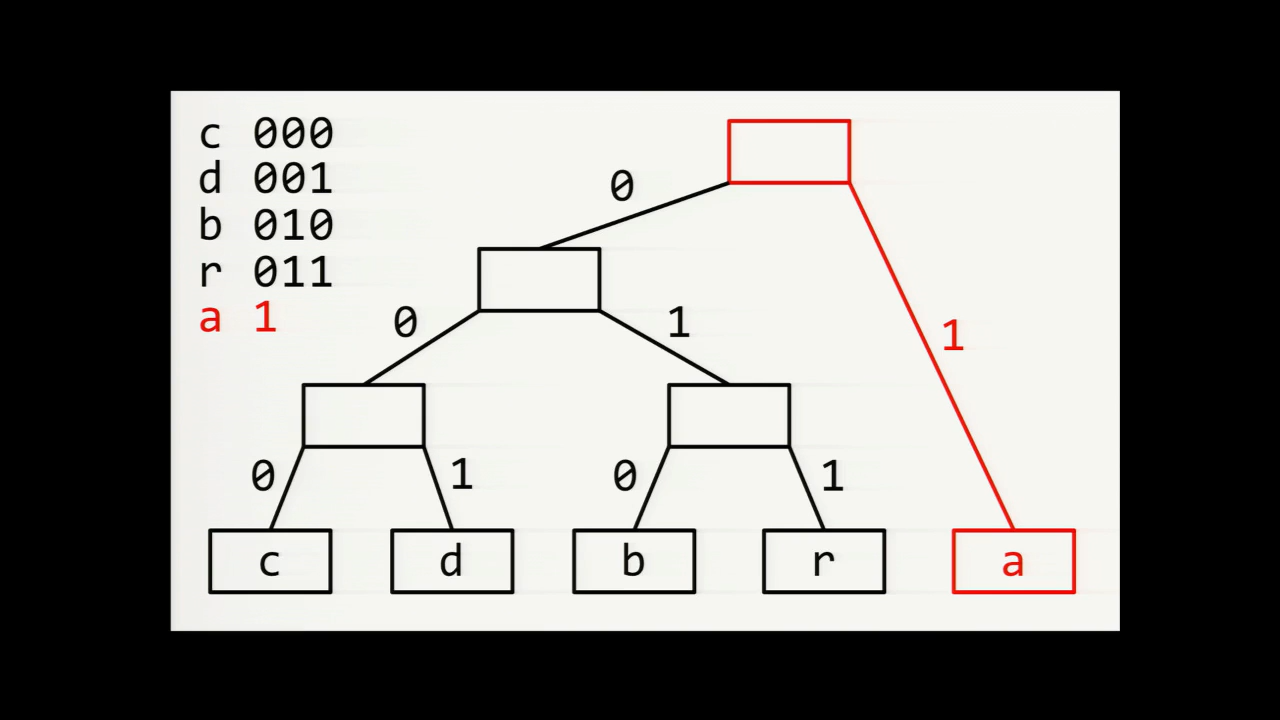 c 000
d 001
b 010
r 011
a 1
0
0 1
1
0 1 0 1
c d b r a